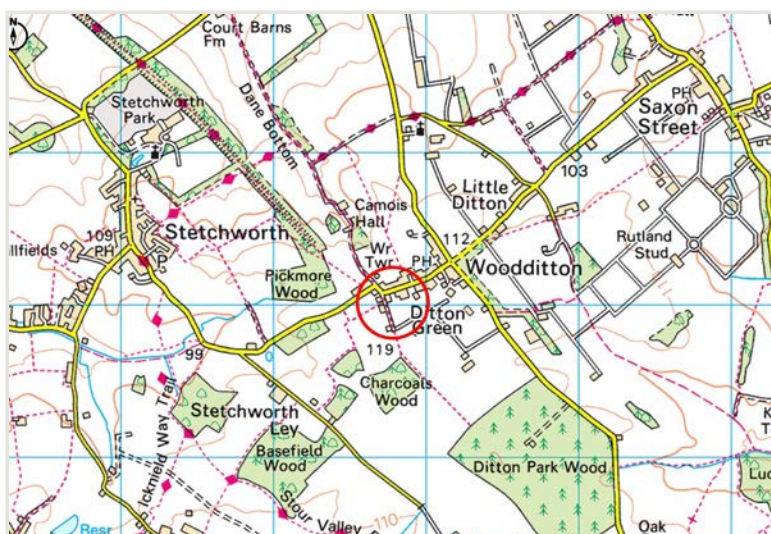 N
Court Barns
Fm
Stetchworth
Park
Dane Bottom
PH
Saxon
Street
103
Little
Ditton
Camois
Hall
109
PH
Stetchworth
P
Wr
Twr
PH
112
Woodditton
Rutland
Stud
Pickmore
Wood
Ditton
Green
99
119
Charcoals
Wood
Icknield Way Trail
Stetchworth
Ley
Basefield
Wood
Ditton Park Wood
Stour Valley
110
Resr
Oak